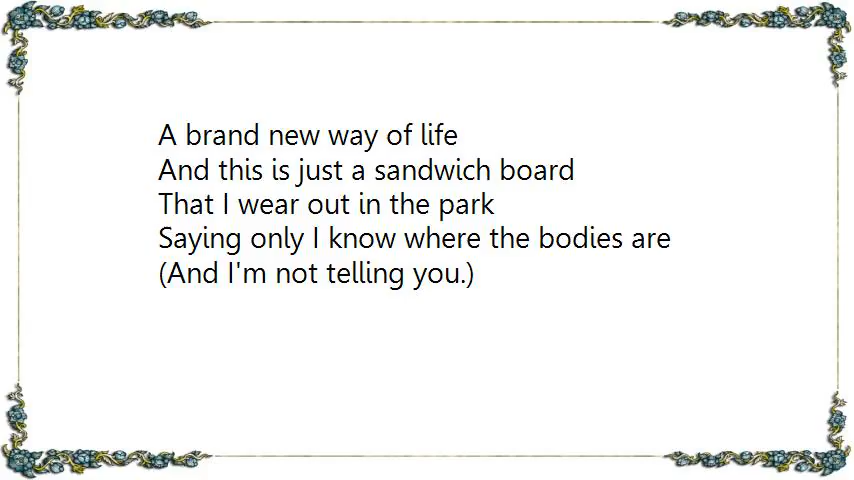 A brand new way of life
And this is just a sandwich board
That I wear out in the park
Saying only I know where the bodies are
(And I'm not telling you.)